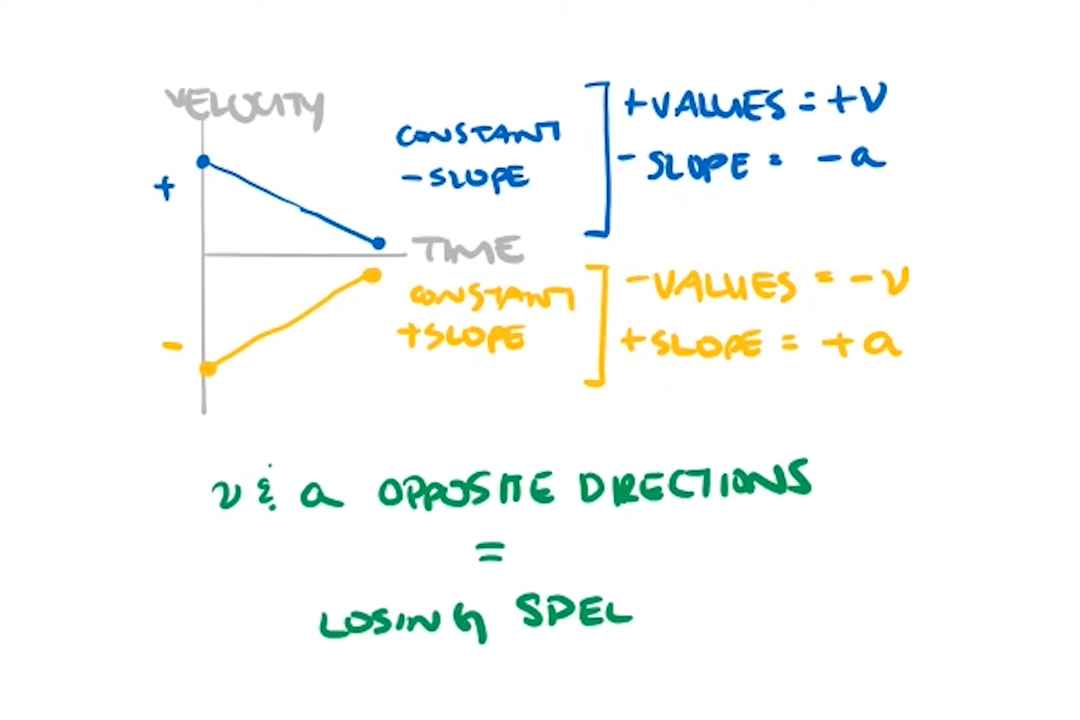 VELOCITY
+
CONSTANT
- SLOPE
+ VALUES = + v
- SLOPE = - a
TIME
-
CONSTANT
+ SLOPE
- VALUES = - v
+ SLOPE = + a
v & a OPPOSITE DIRECTIONS
=
LOSING SPEL